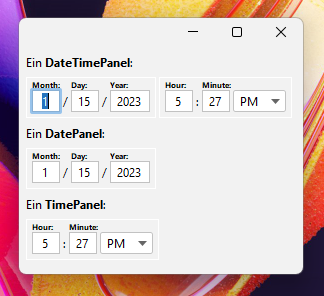 Ein DateTimePanel:
Month: Day: Year: Hour: Minute:
1 / 15 / 2023 5 : 27 PM
Ein DatePanel:
Month: Day: Year:
1 / 15 / 2023
Ein TimePanel:
Hour: Minute:
5 : 27 PM